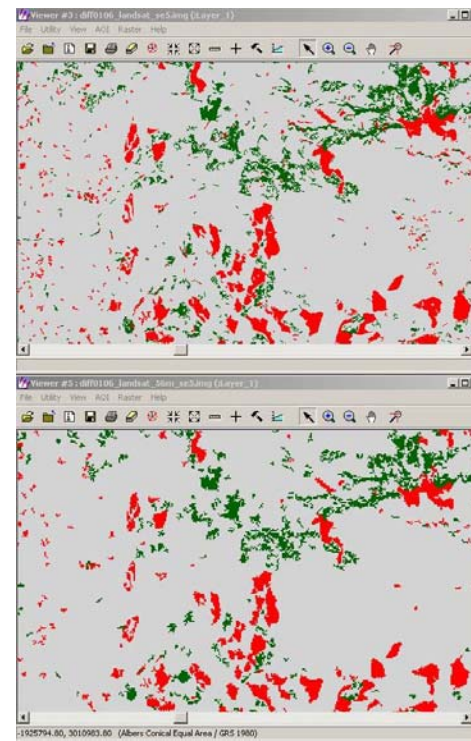 Viewer #3 : diff0106_landsat_se5.img (:Layer_1)
File Utility View AOI Raster Help
Viewer #5 : diff0106_landsat_56m_se5.img (:Layer_1)
File Utility View AOI Raster Help
-1925794.80, 3010983.80 (Albers Conical Equal Area / GRS 1980)